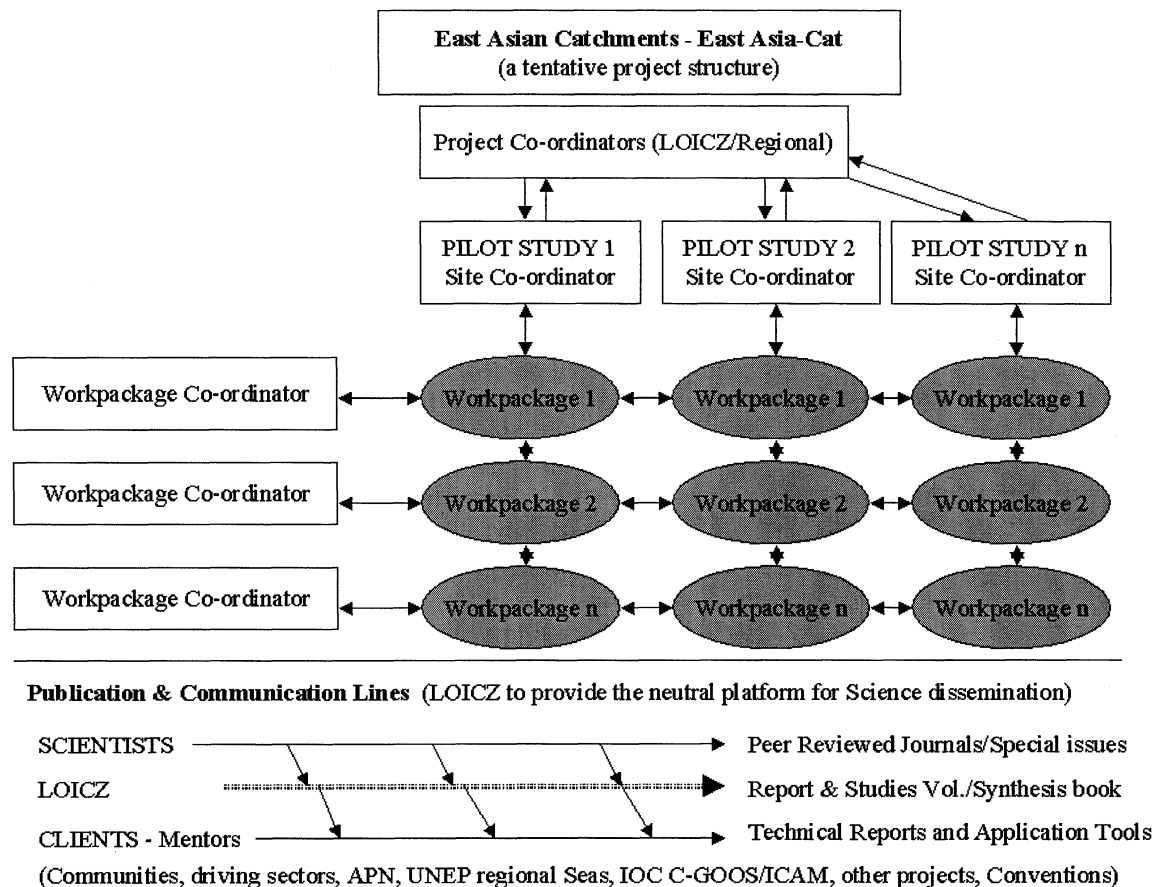 East Asian Catchments - East Asia-Cat
(a tentative project structure)
Project Co-ordinators (LOICZ/Regional)
PILOT STUDY 1
Site Co-ordinator
PILOT STUDY 2
Site Co-ordinator
PILOT STUDY n
Site Co-ordinator
Workpackage Co-ordinator
Workpackage 1
Workpackage 1
Workpackage 1
Workpackage Co-ordinator
Workpackage 2
Workpackage 2
Workpackage 2
Workpackage Co-ordinator
Workpackage n
Workpackage n
Workpackage n
Publication & Communication Lines (LOICZ to provide the neutral platform for Science dissemination)
SCIENTISTS
Peer Reviewed Journals/Special issues
LOICZ
Report & Studies Vol./Synthesis book
CLIENTS - Mentors
Technical Reports and Application Tools
(Communities, driving sectors, APN, UNEP regional Seas, IOC C-GOOS/ICAM, other projects, Conventions)